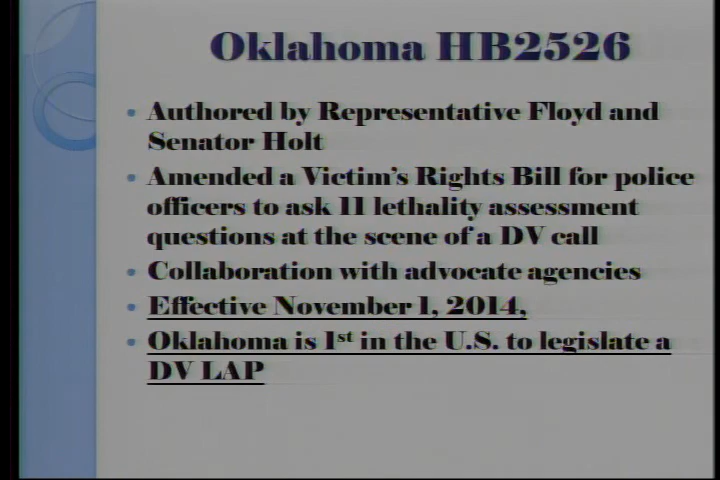 Oklahoma HB2526
• Authored by Representative Floyd and
Senator Holt
• Amended a Victim's Rights Bill for police
officers to ask 11 lethality assessment
questions at the scene of a DV call
• Collaboration with advocate agencies
• Effective November 1, 2014,
• Oklahoma is 1st in the U.S. to legislate a
DV LAP